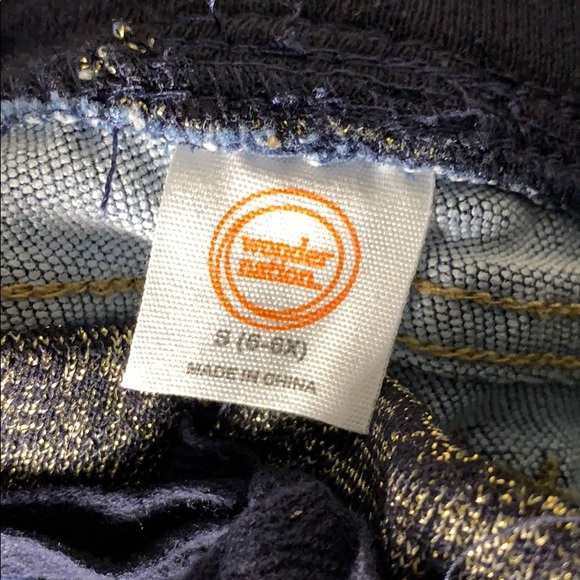 wonder
nation.
S (6-6X)
MADE IN CHINA